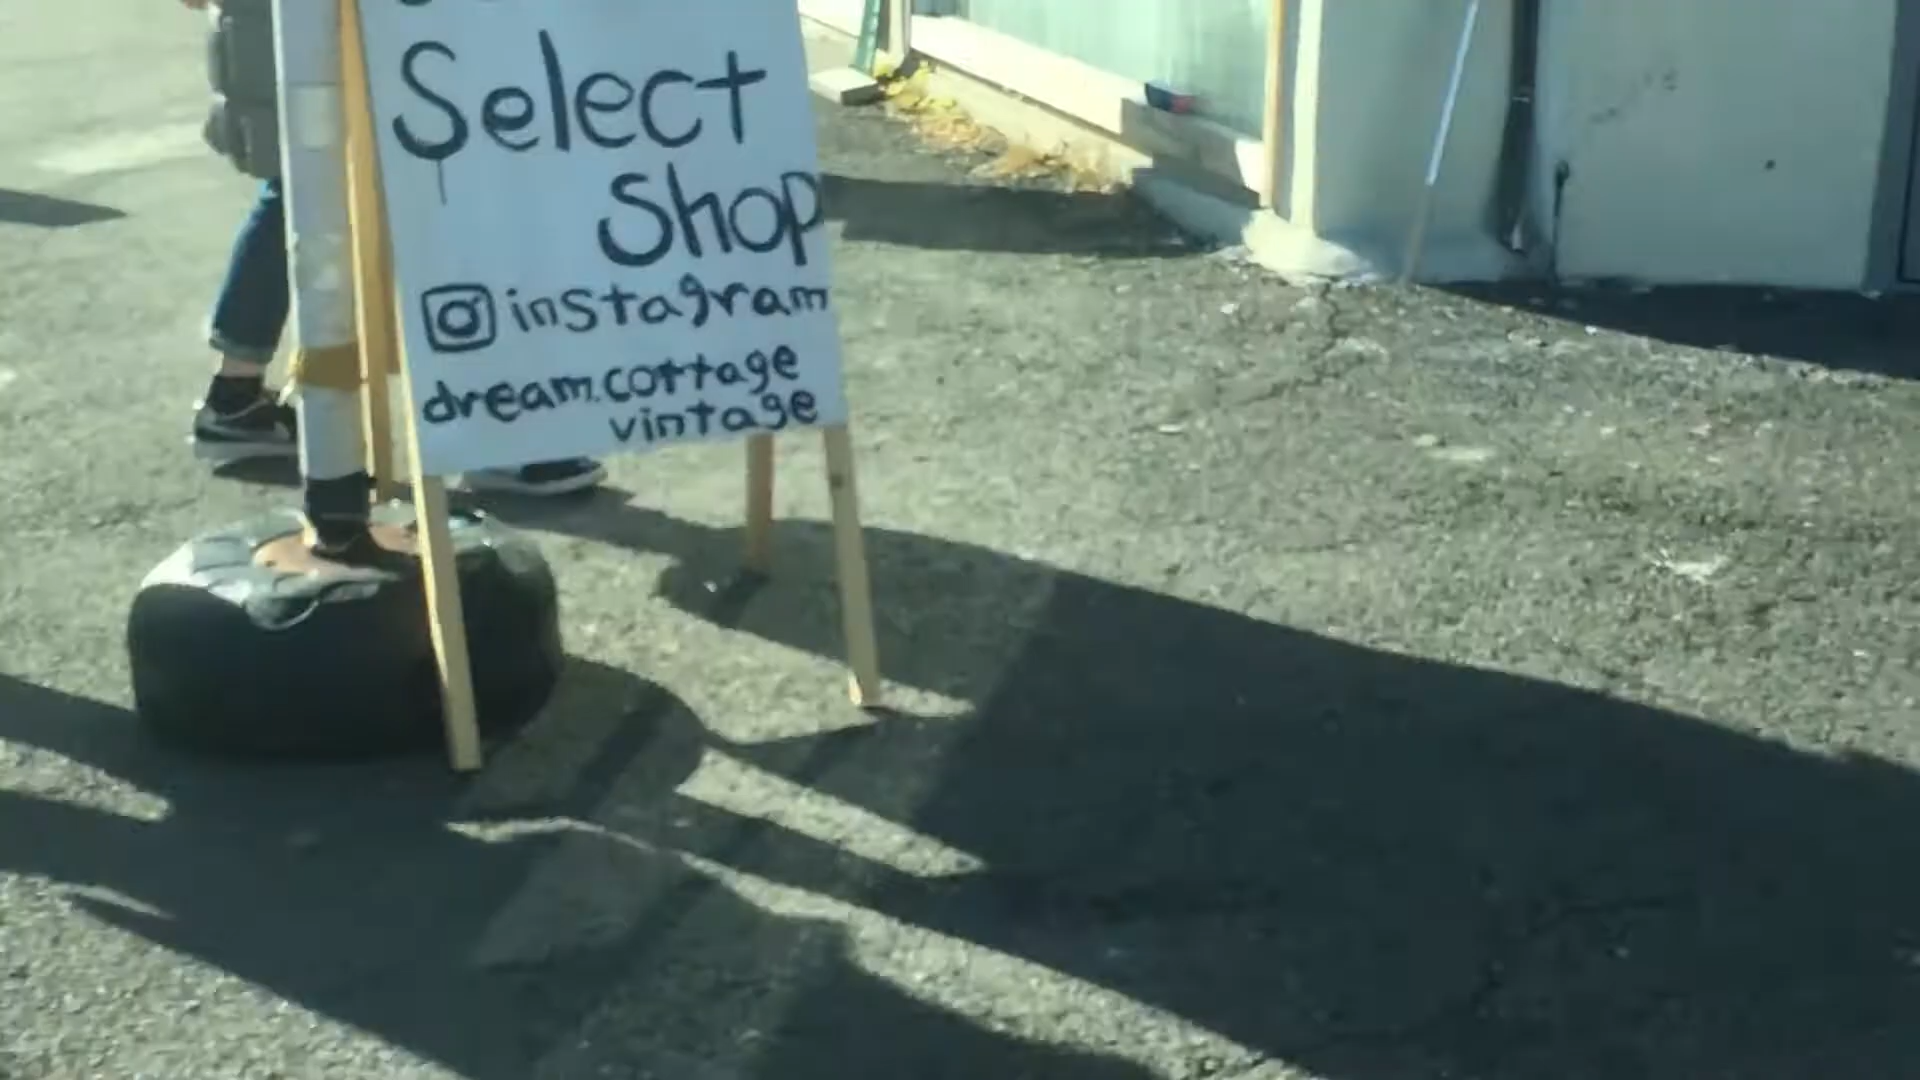 Select
Shop
instagram
dream.cottage
vintage